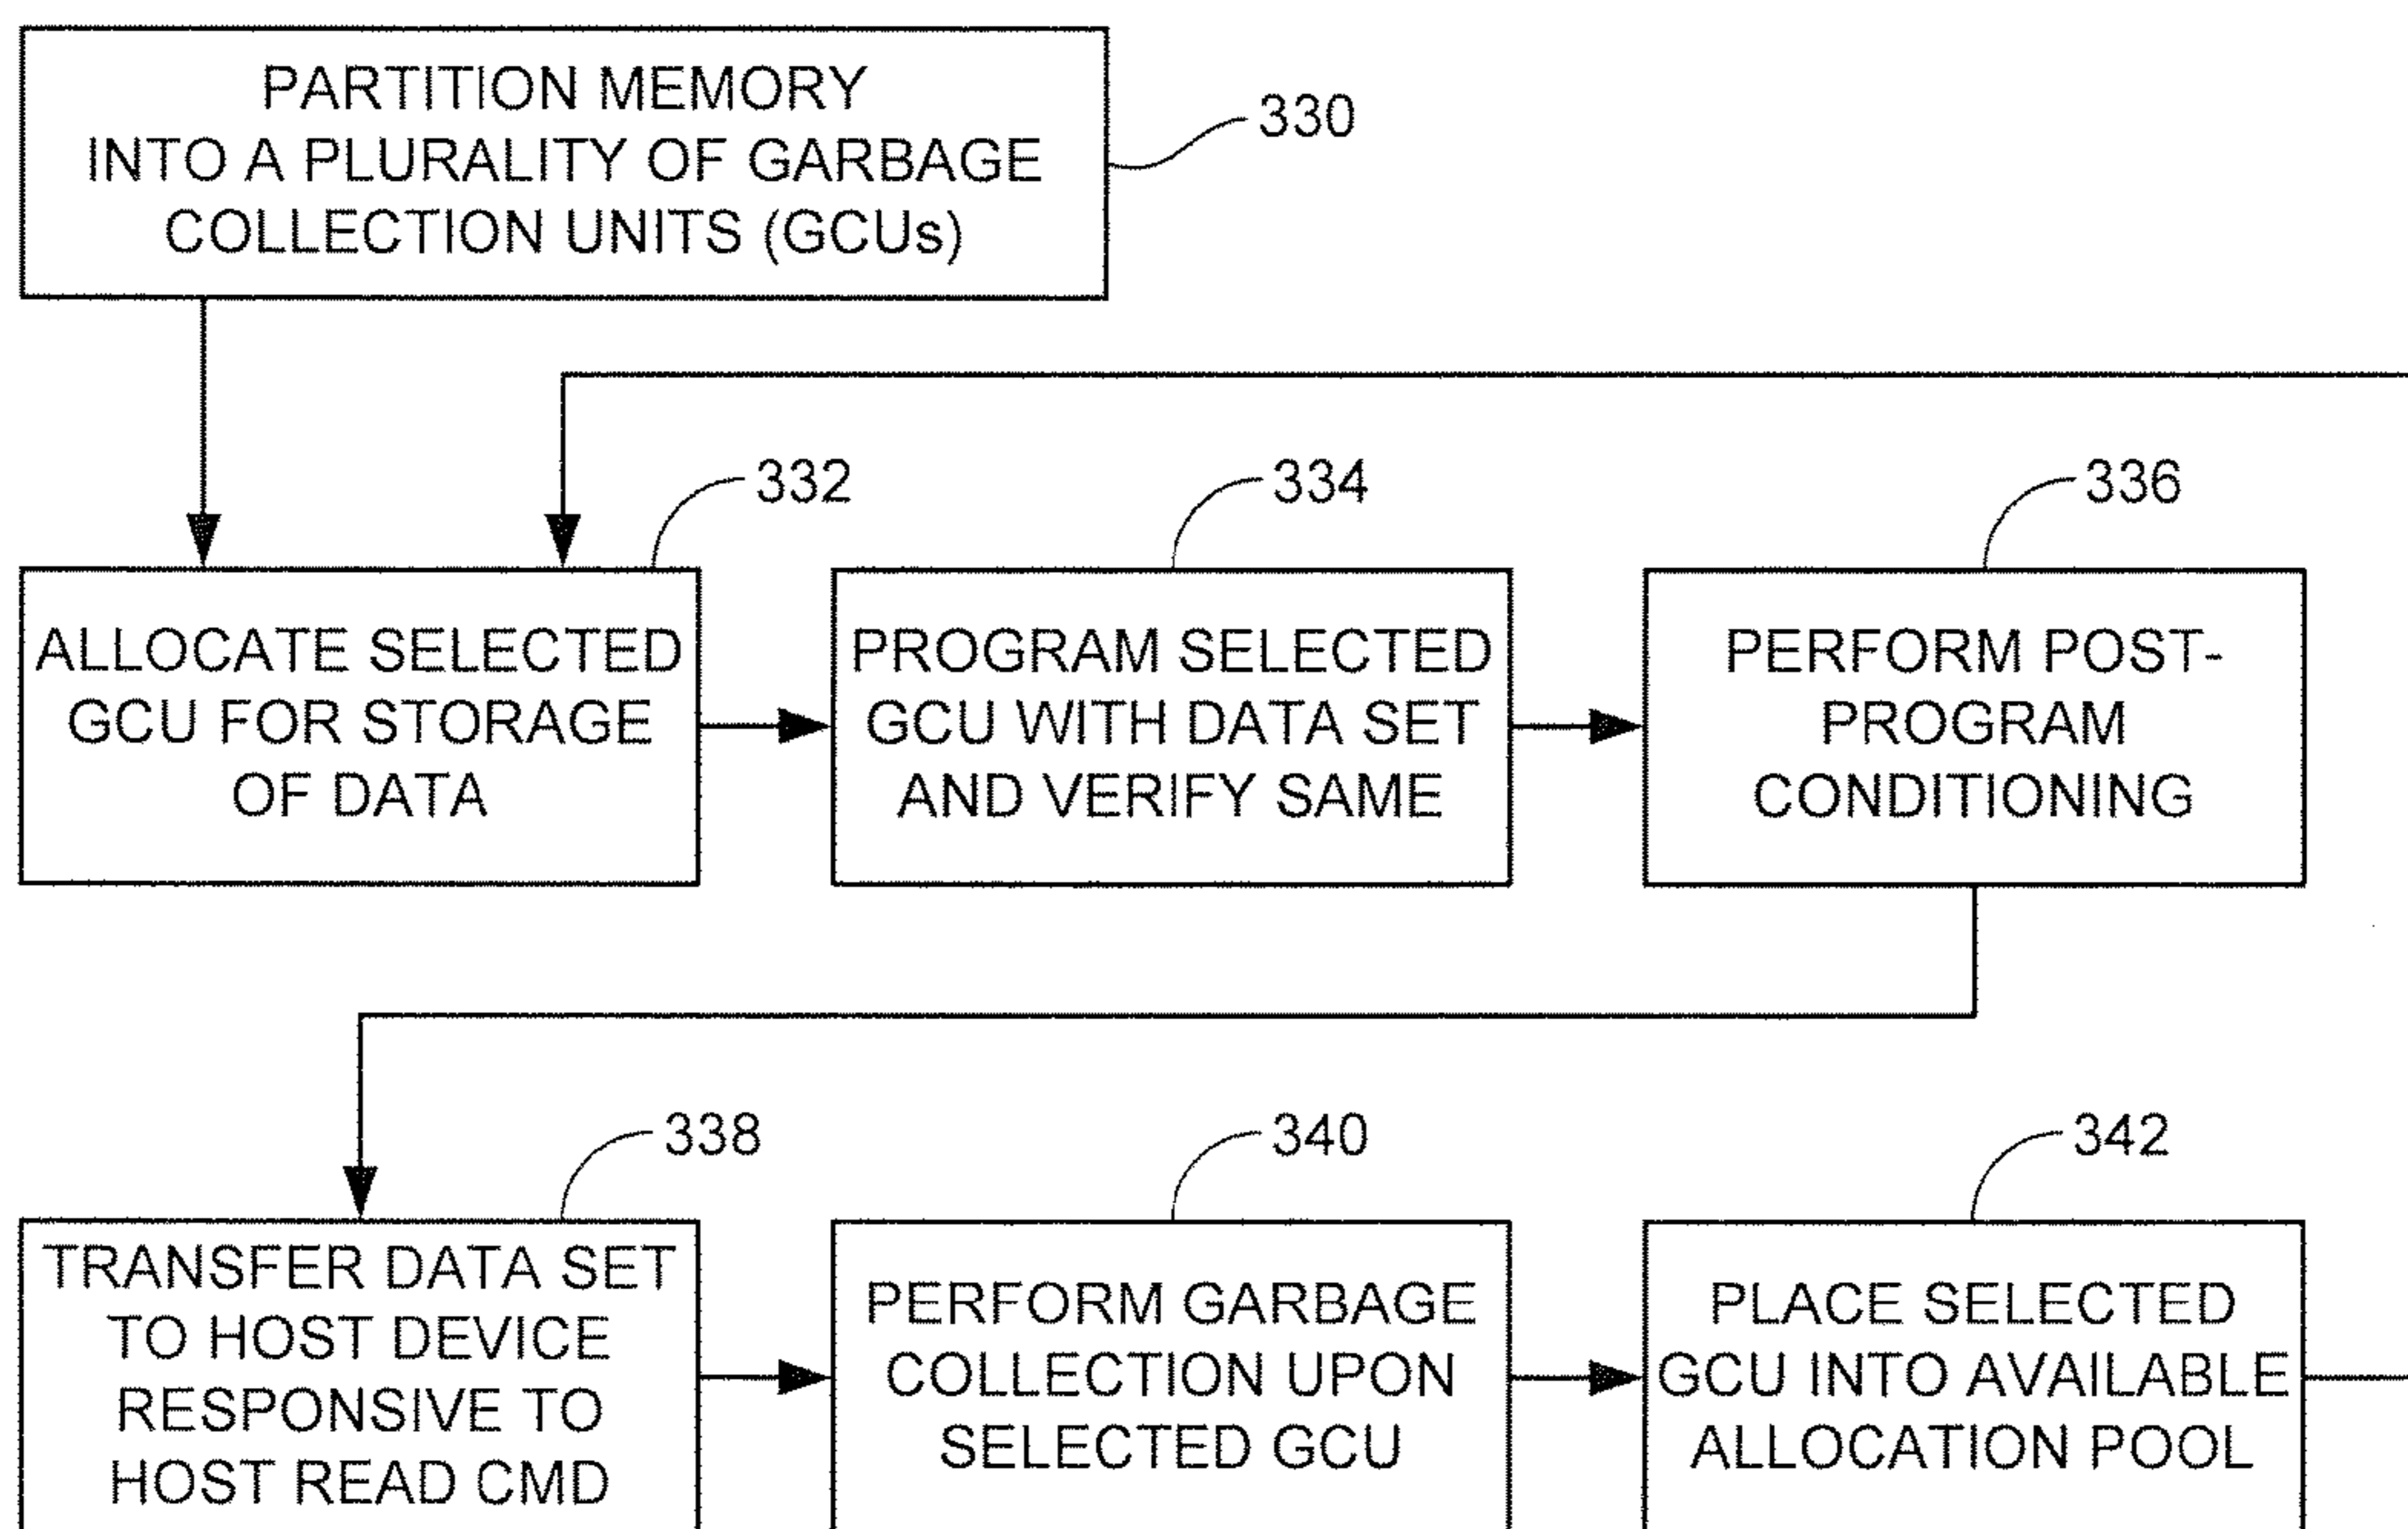 PARTITION MEMORY
INTO A PLURALITY OF GARBAGE
COLLECTION UNITS (GCUs)
330
332
334
336
ALLOCATE SELECTED
GCU FOR STORAGE
OF DATA
PROGRAM SELECTED
GCU WITH DATA SET
AND VERIFY SAME
PERFORM POST-
PROGRAM
CONDITIONING
338
340
342
TRANSFER DATA SET
TO HOST DEVICE
RESPONSIVE TO
HOST READ CMD
PERFORM GARBAGE
COLLECTION UPON
SELECTED GCU
PLACE SELECTED
GCU INTO AVAILABLE
ALLOCATION POOL